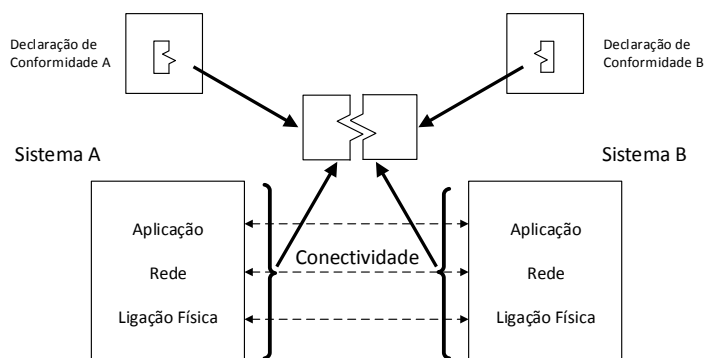 Declaração de
Conformidade A
Declaração de
Conformidade B
Sistema A
Sistema B
Aplicação
Aplicação
Conectividade
Rede
Rede
Ligação Física
Ligação Física